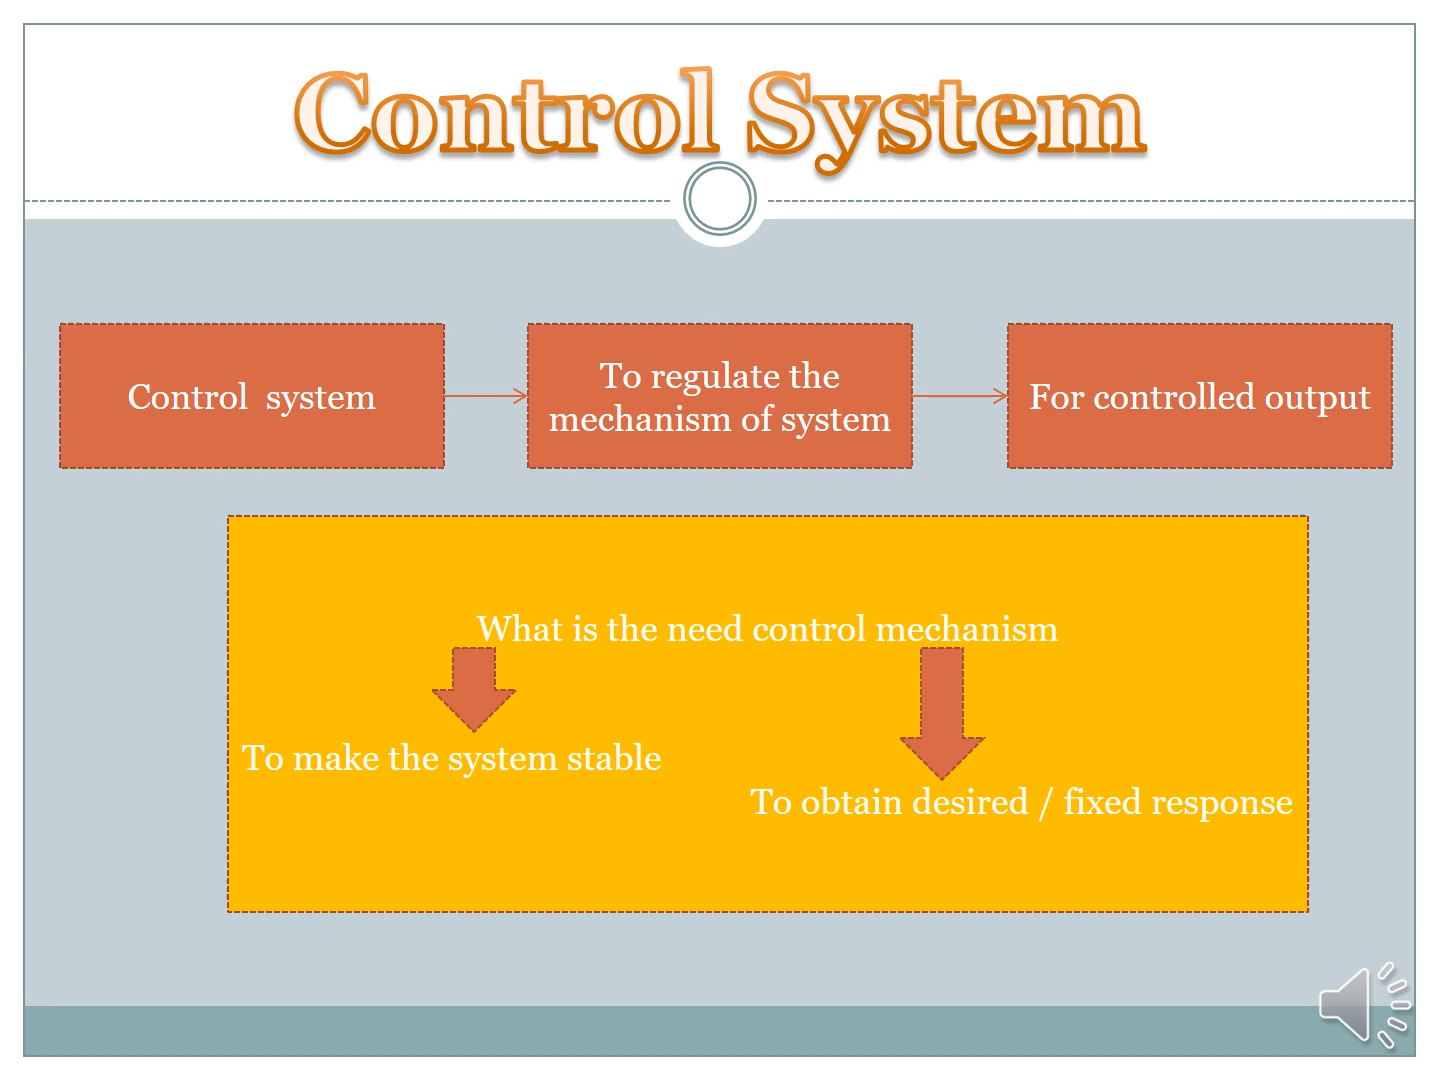 Control System
Control  system
To regulate the
mechanism of system
For controlled output
What is the need control mechanism
To make the system stable
To obtain desired / fixed response